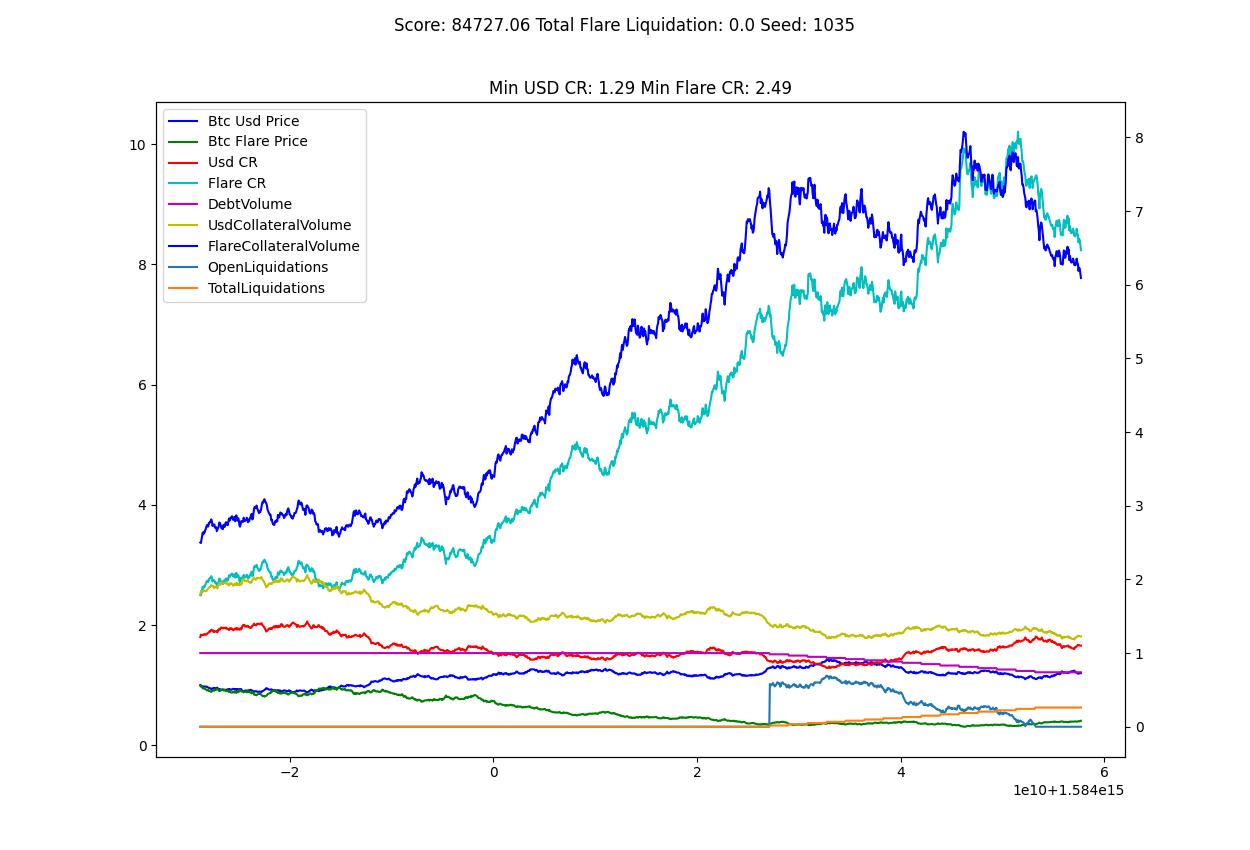 Score: 84727.06 Total Flare Liquidation: 0.0 Seed: 1035
Min USD CR: 1.29 Min Flare CR: 2.49
Btc Usd Price
Btc Flare Price
Usd CR
Flare CR
DebtVolume
UsdCollateralVolume
FlareCollateralVolume
OpenLiquidations
TotalLiquidations
10
8
6
4
2
0
8
7
6
5
4
3
2
1
0
−2
0
2
4
6
1e10+1.584e15